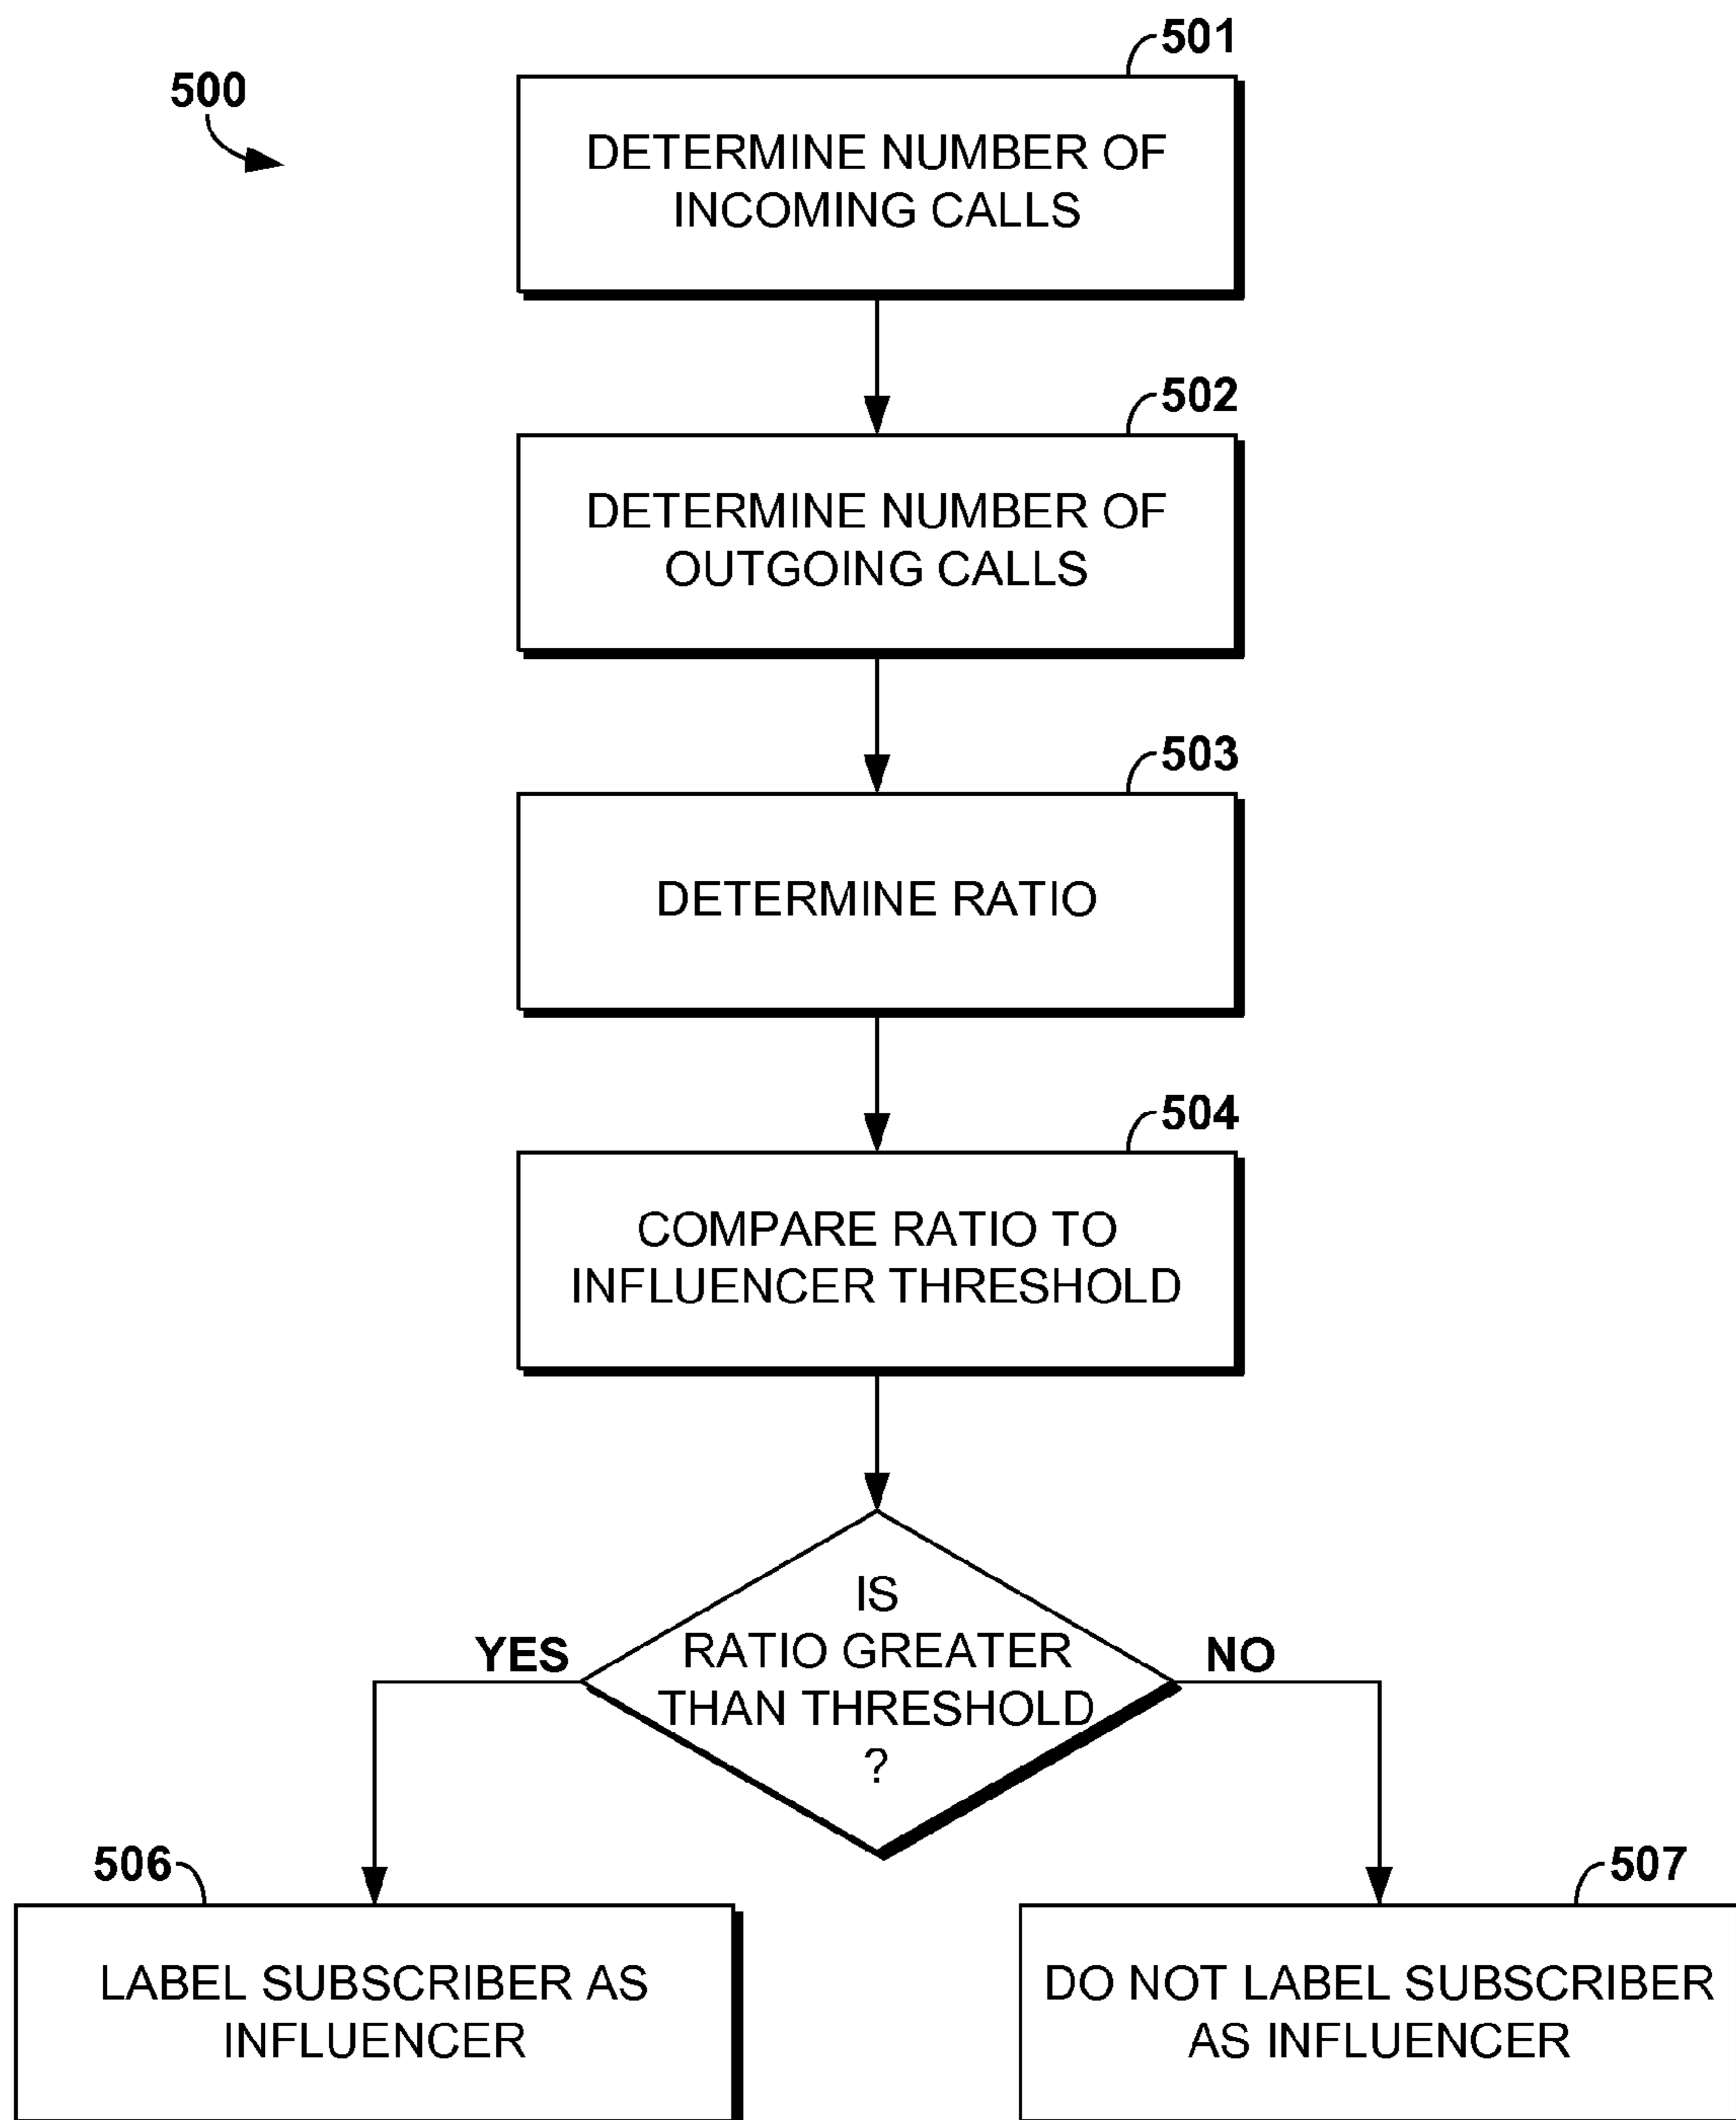 500
501
DETERMINE NUMBER OF
INCOMING CALLS
502
DETERMINE NUMBER OF
OUTGOING CALLS
503
DETERMINE RATIO
504
COMPARE RATIO TO
INFLUENCER THRESHOLD
IS
RATIO GREATER
THAN THRESHOLD
?
YES
NO
506
LABEL SUBSCRIBER AS
INFLUENCER
507
DO NOT LABEL SUBSCRIBER
AS INFLUENCER